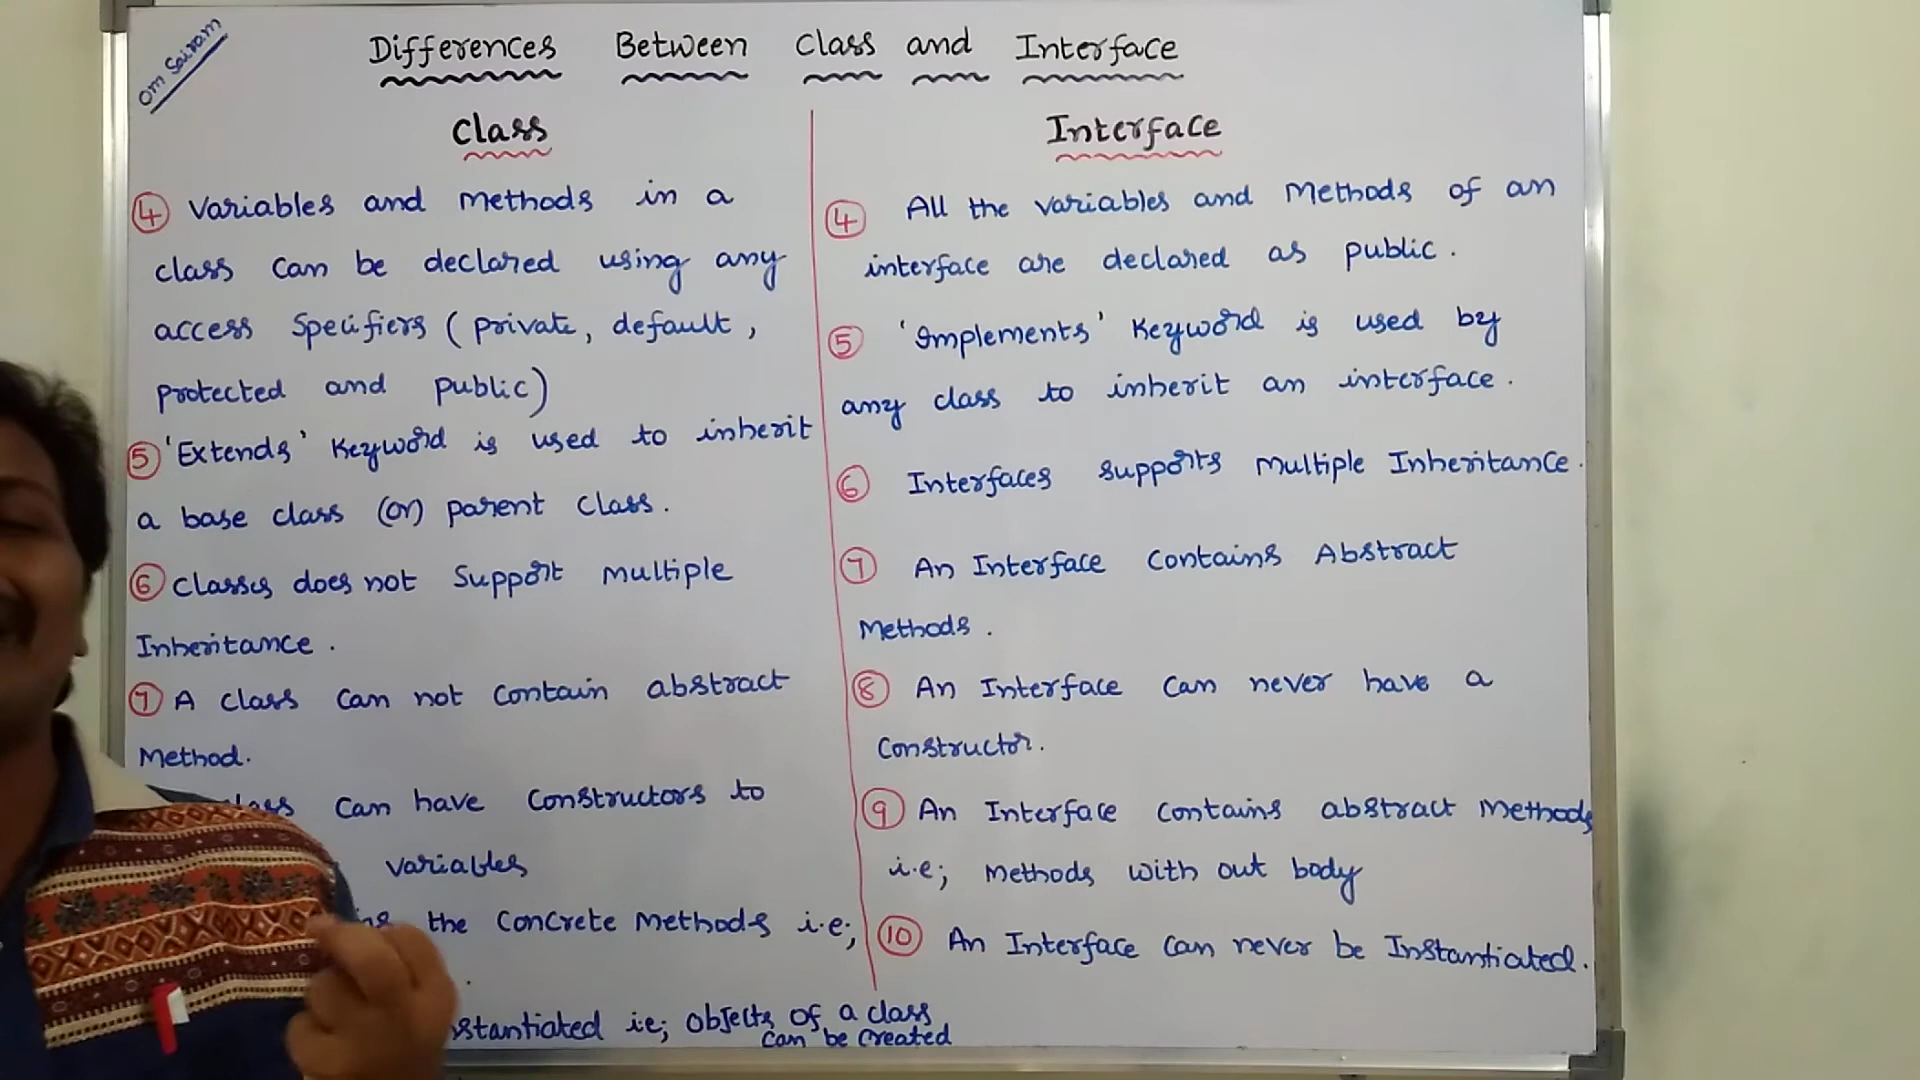 Om Sairam
Differences Between Class and Interface
Class
④ Variables and methods in a
class can be declared using any
access specifiers (private, default,
protected and public)
⑤ 'Extends' Keyword is used to inherit
a base class (or) parent class.
⑥ Classes does not Support multiple
Inheritance.
⑦ A class can not contain abstract
Method.
can have constructors to
variables
the concrete methods i.e;
stantiated i.e; objects of a class
can be created
Interface
④ All the variables and methods of an
interface are declared as public.
⑤ 'Implements' Keyword is used by
any class to inherit an interface.
⑥ Interfaces supports multiple Inheritance.
⑦ An Interface contains Abstract
Methods.
⑧ An Interface can never have a
constructor.
⑨ An Interface contains abstract Methods
i.e; methods with out body
⑩ An Interface can never be Instantiated.